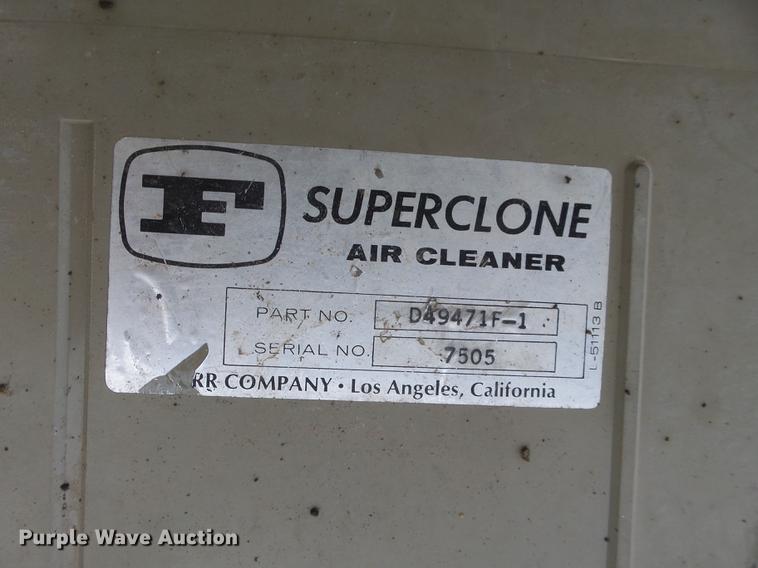 F
SUPERCLONE
AIR CLEANER
PART NO. D49471F-1
SERIAL NO. 7505
RR COMPANY • Los Angeles, California
L-51113 B
Purple Wave Auction